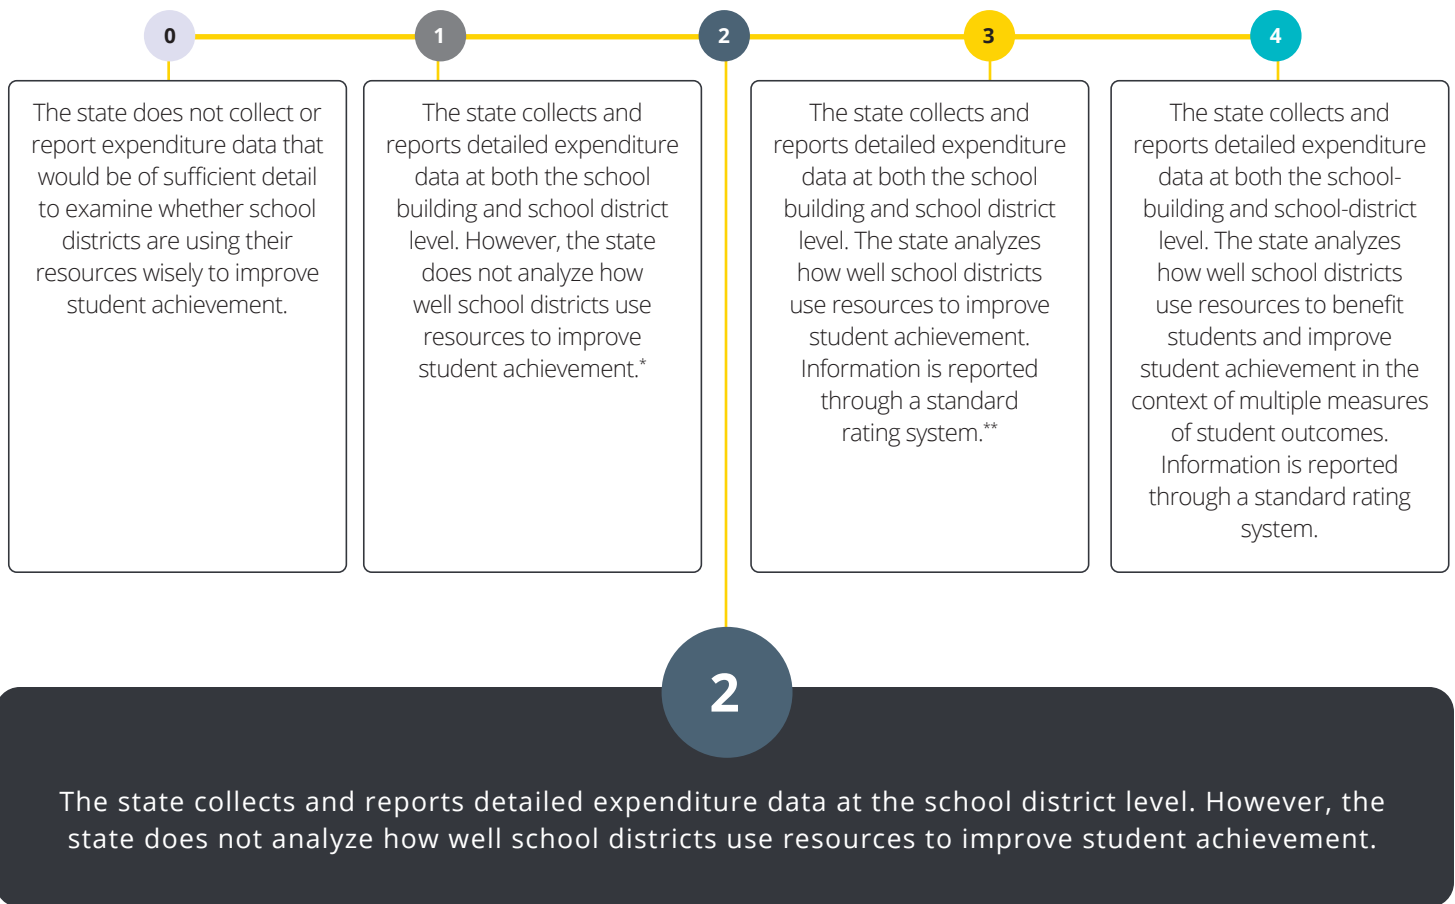 0
1
2
3
4
The state does not collect or
report expenditure data that
would be of sufficient detail
to examine whether school
districts are using their
resources wisely to improve
student achievement.
The state collects and
reports detailed expenditure
data at both the school
building and school district
level. However, the state
does not analyze how
well school districts use
resources to improve
student achievement.*
The state collects and
reports detailed expenditure
data at both the school
building and school district
level. The state analyzes
how well school districts
use resources to improve
student achievement.
Information is reported
through a standard
rating system.**
The state collects and
reports detailed expenditure
data at both the school-
building and school-district
level. The state analyzes
how well school districts
use resources to benefit
students and improve
student achievement in the
context of multiple measures
of student outcomes.
Information is reported
through a standard rating
system.
2
The state collects and reports detailed expenditure data at the school district level. However, the
state does not analyze how well school districts use resources to improve student achievement.